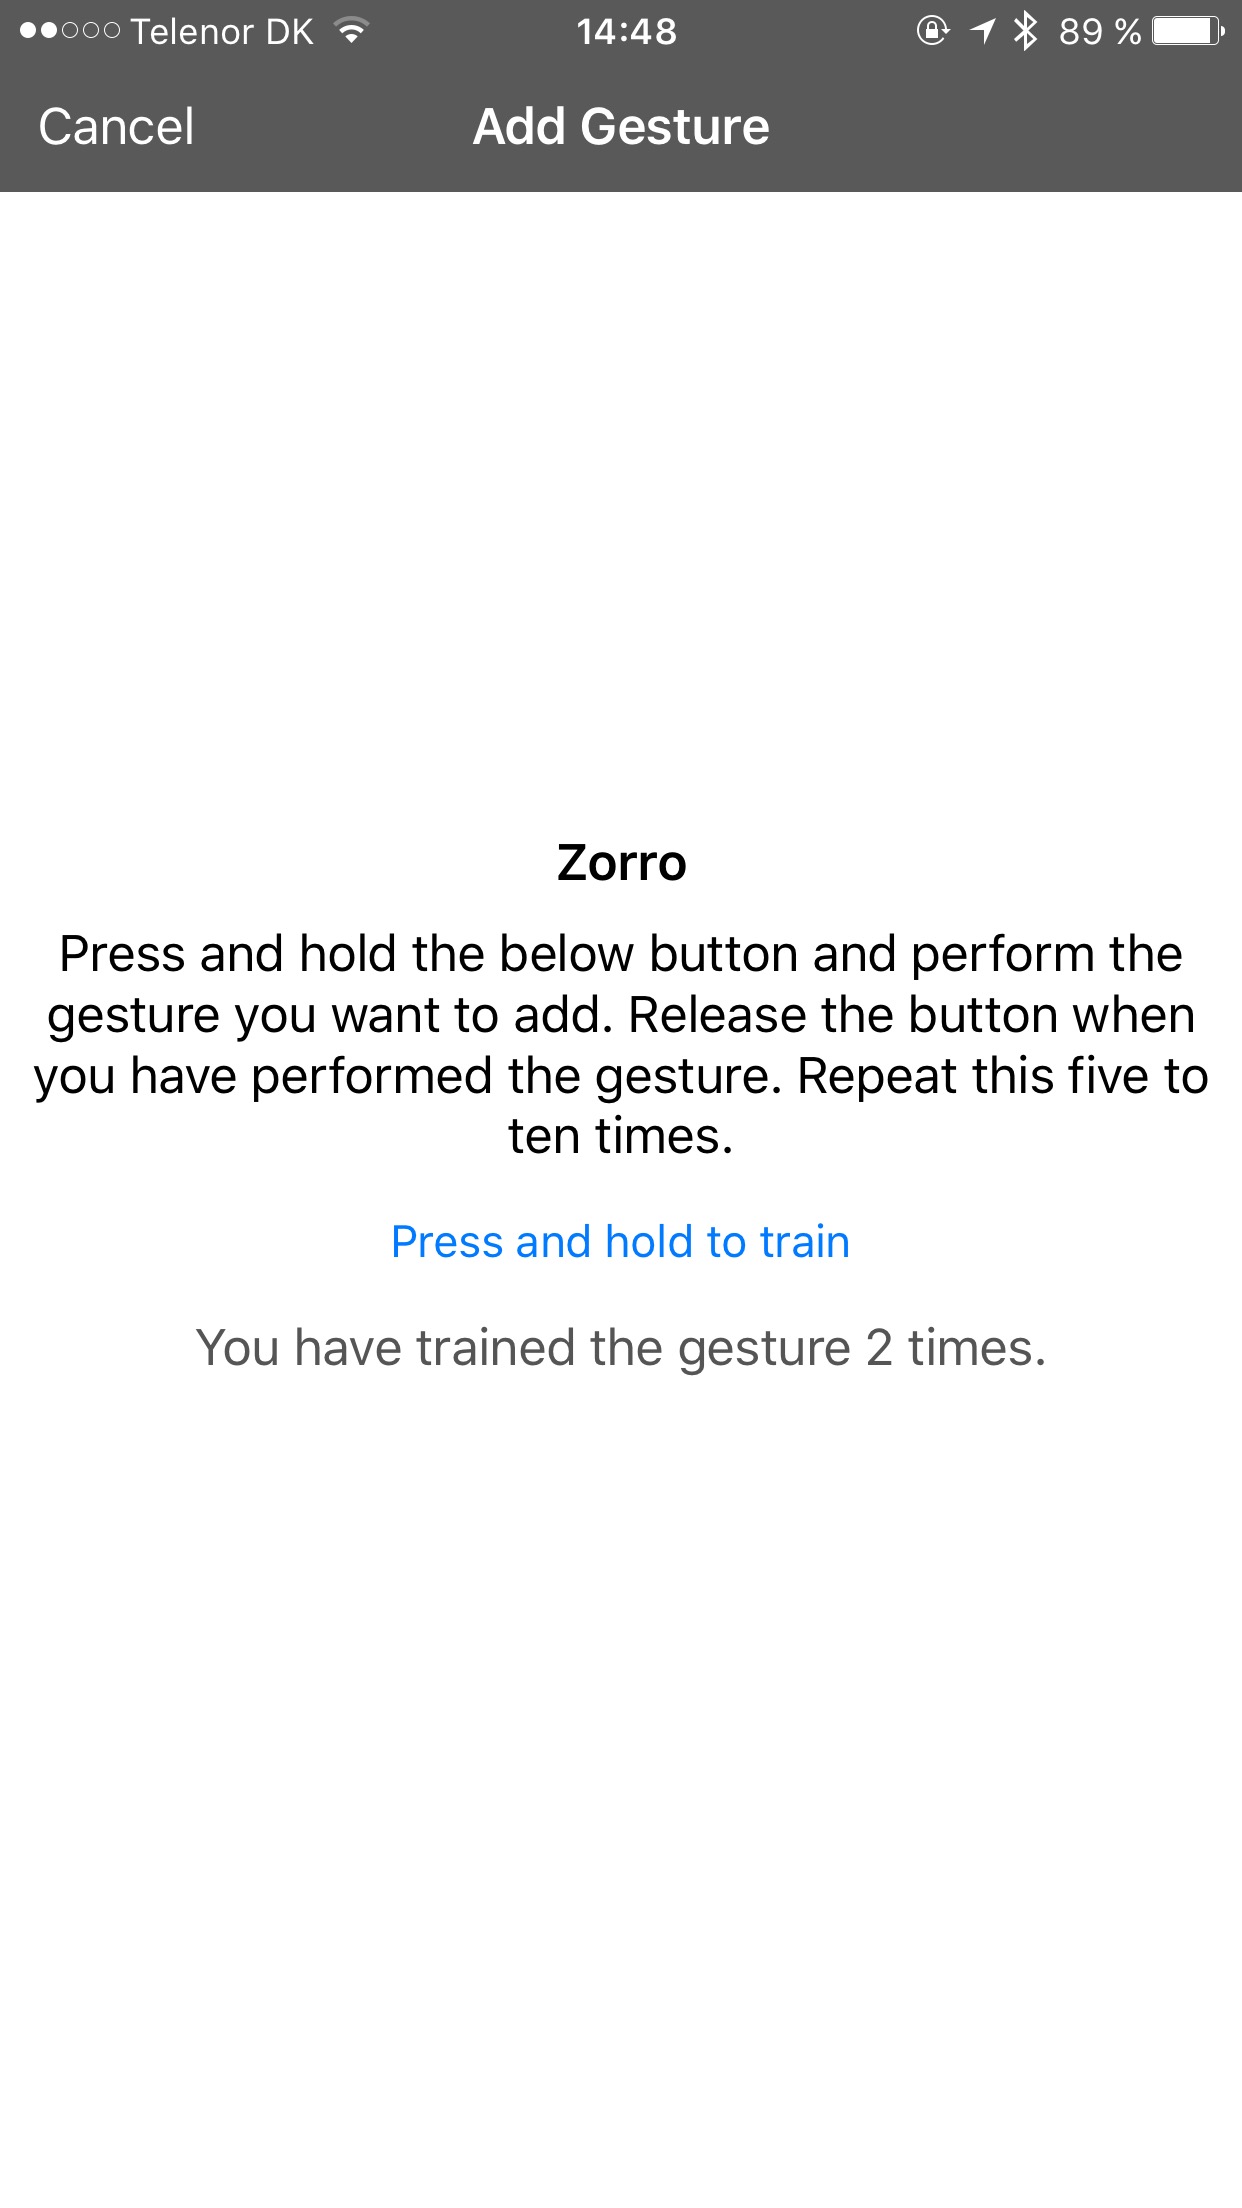 Telenor DK 14:48 89 %
Cancel Add Gesture
Zorro
Press and hold the below button and perform the
gesture you want to add. Release the button when
you have performed the gesture. Repeat this five to
ten times.
Press and hold to train
You have trained the gesture 2 times.